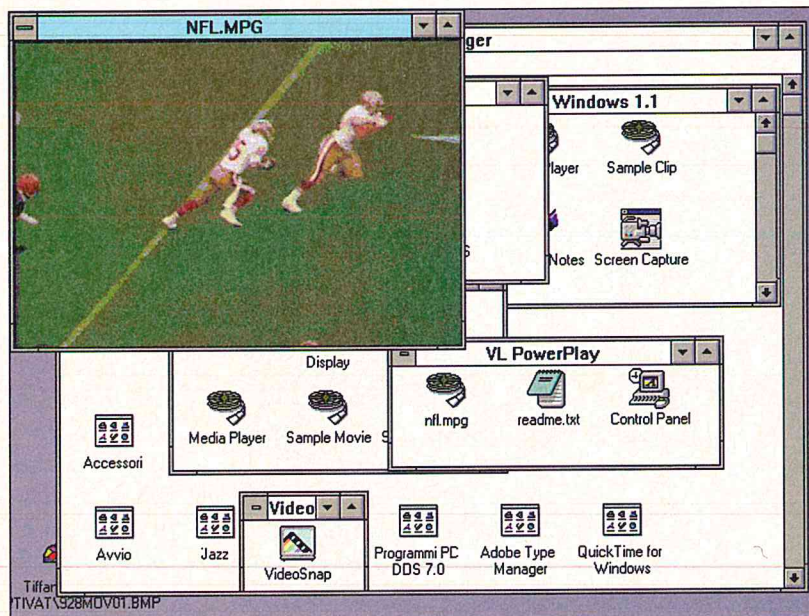 NFL.MPG
ger
Windows 1.1
layer
Sample Clip
Notes
Screen Capture
S
VL PowerPlay
Display
nfl.mpg
readme.txt
Control Panel
Media Player
Sample Movie
S
Accessori
Video
Avvio
Jazz
VideoSnap
Programmi PC DOS 7.0
Adobe Type Manager
QuickTime for Windows
Tiffan
TIVAT\928MOV01.BMP